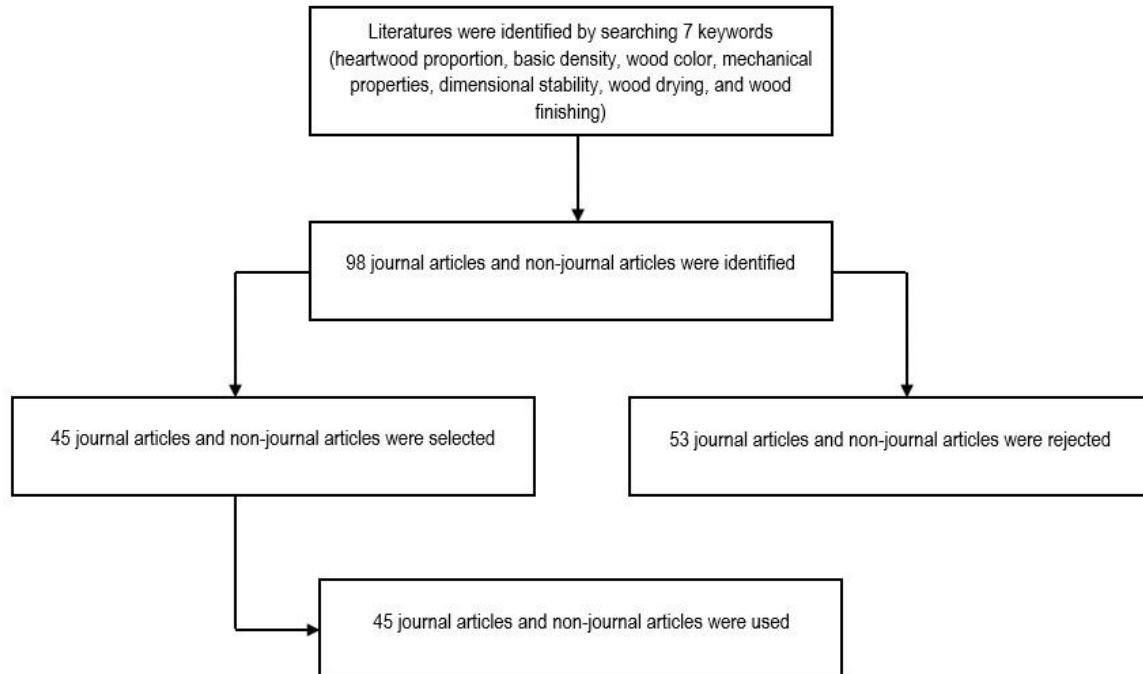 Literatures were identified by searching 7 keywords
(heartwood proportion, basic density, wood color, mechanical
properties, dimensional stability, wood drying, and wood
finishing)
98 journal articles and non-journal articles were identified
45 journal articles and non-journal articles were selected
53 journal articles and non-journal articles were rejected
45 journal articles and non-journal articles were used